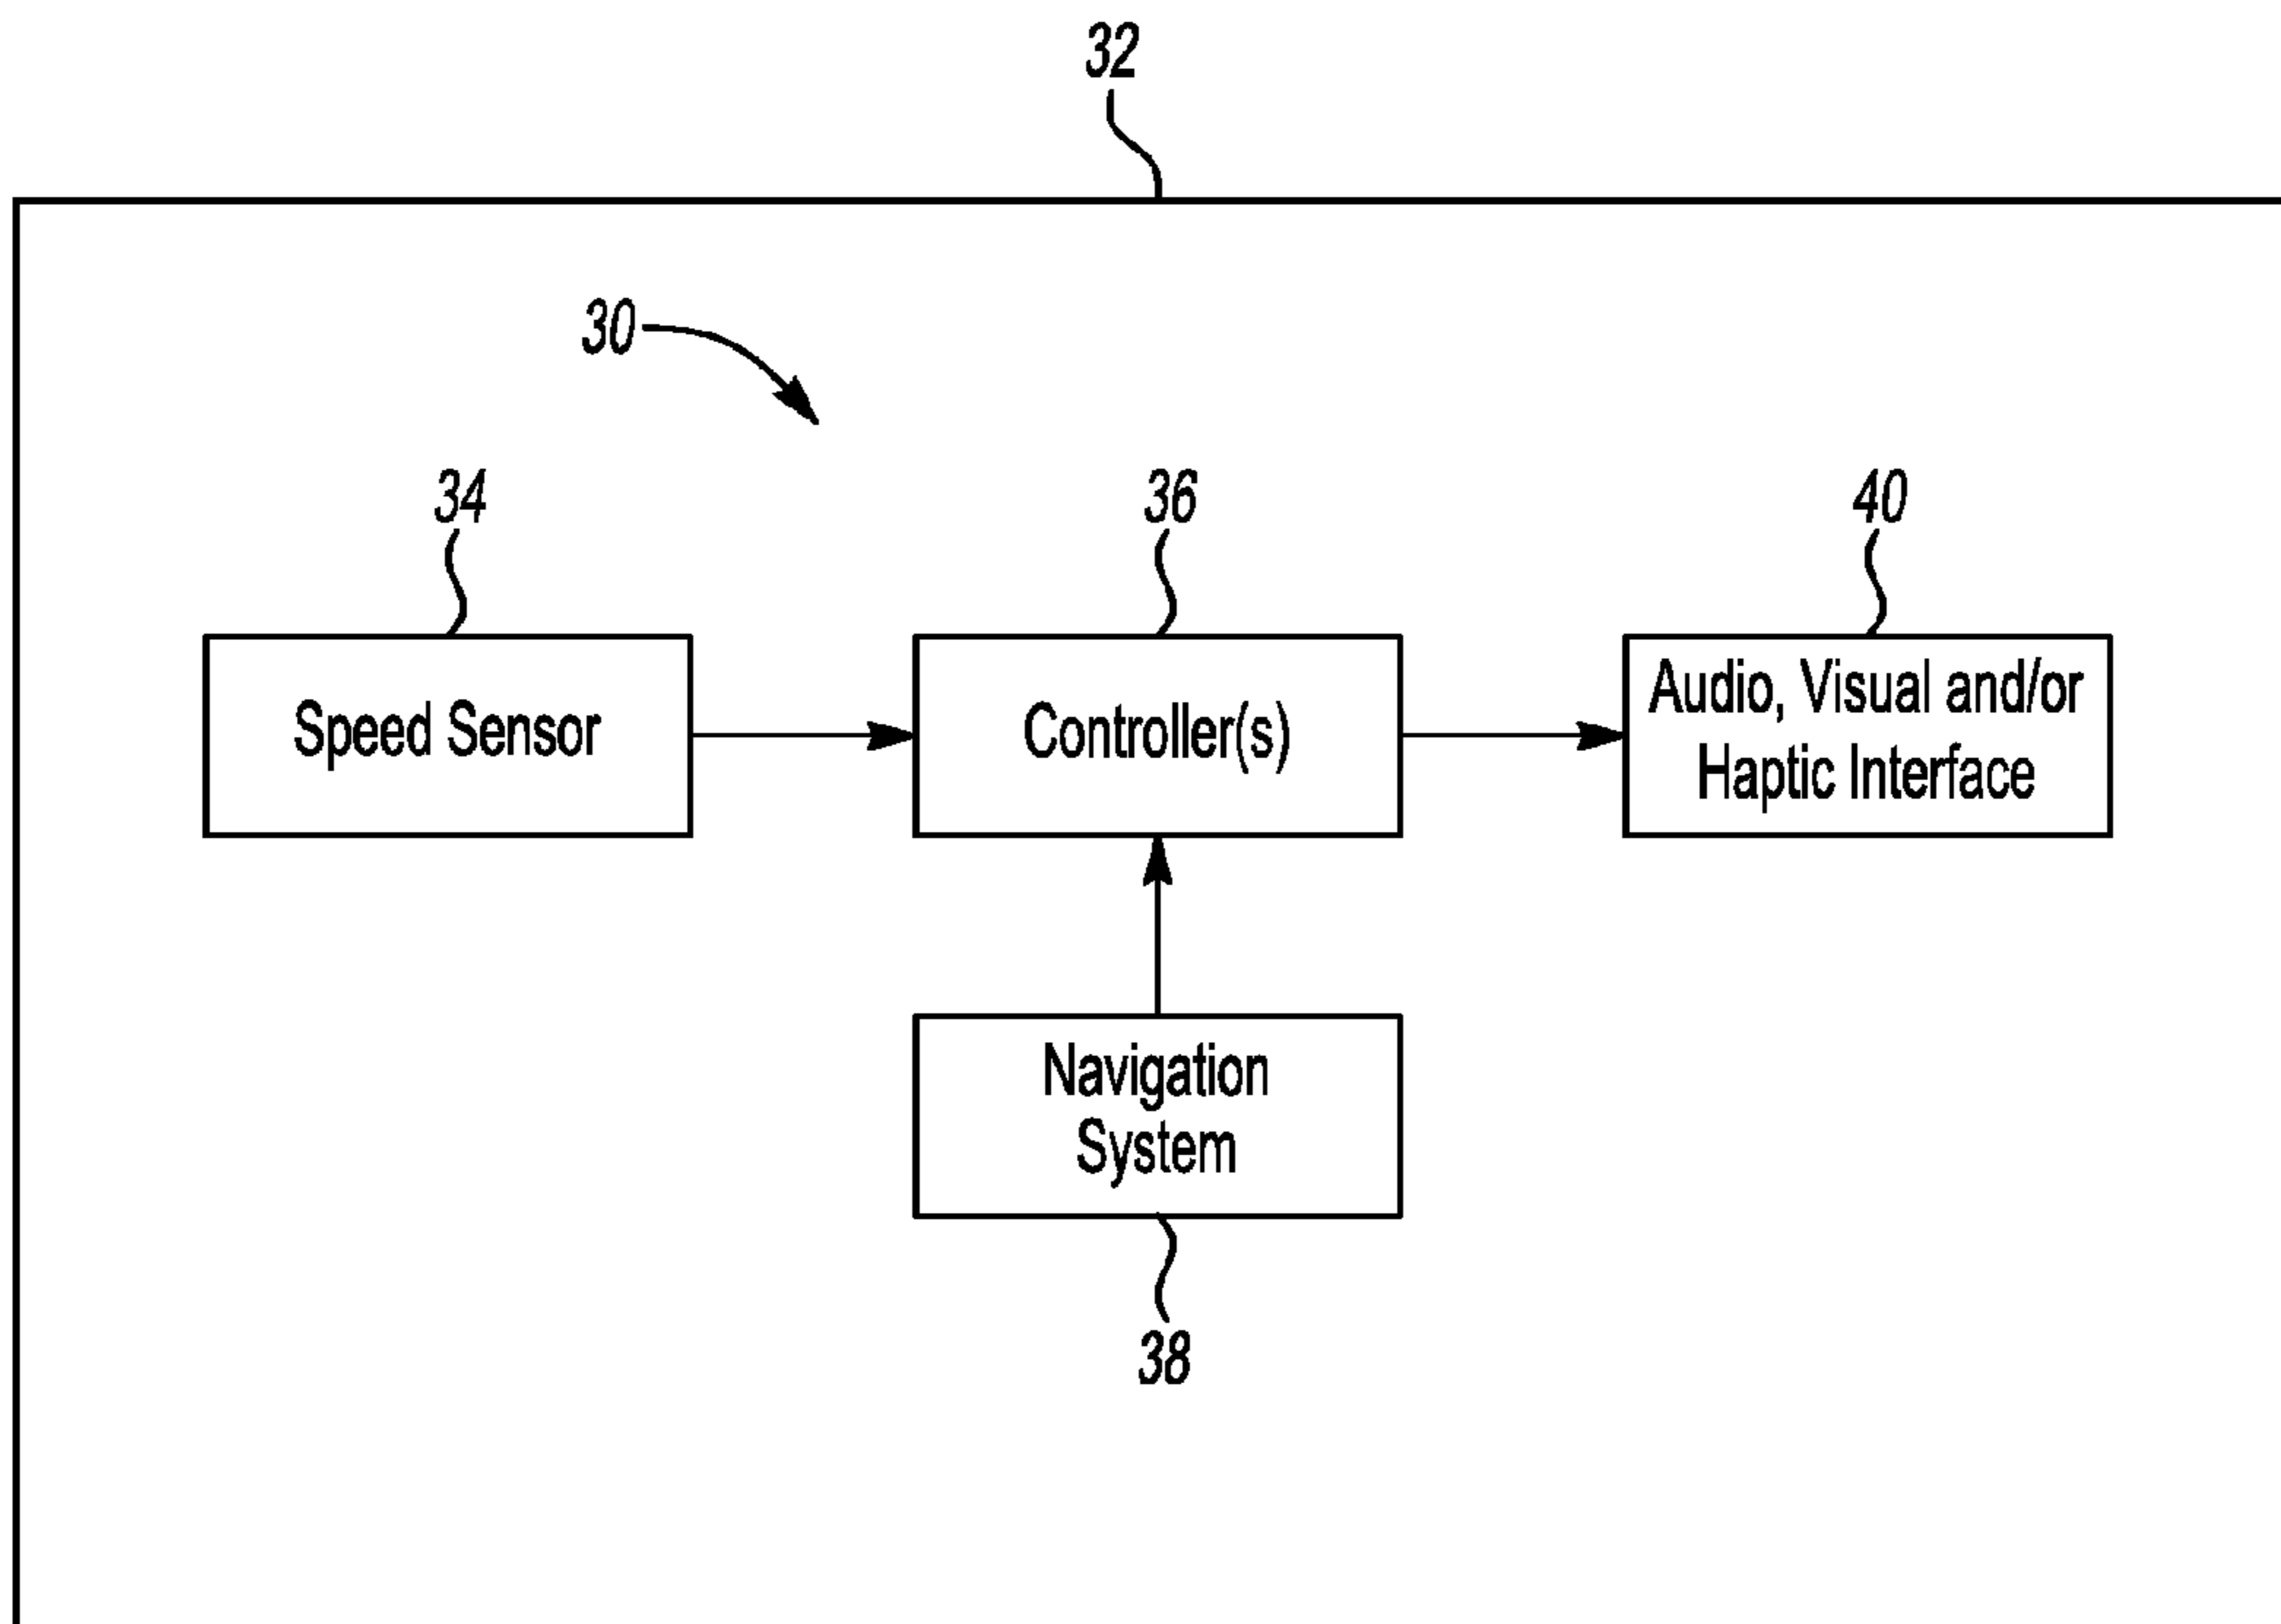 32
30
34
36
40
Speed Sensor
Controller(s)
Audio, Visual and/or
Haptic Interface
Navigation
System
38